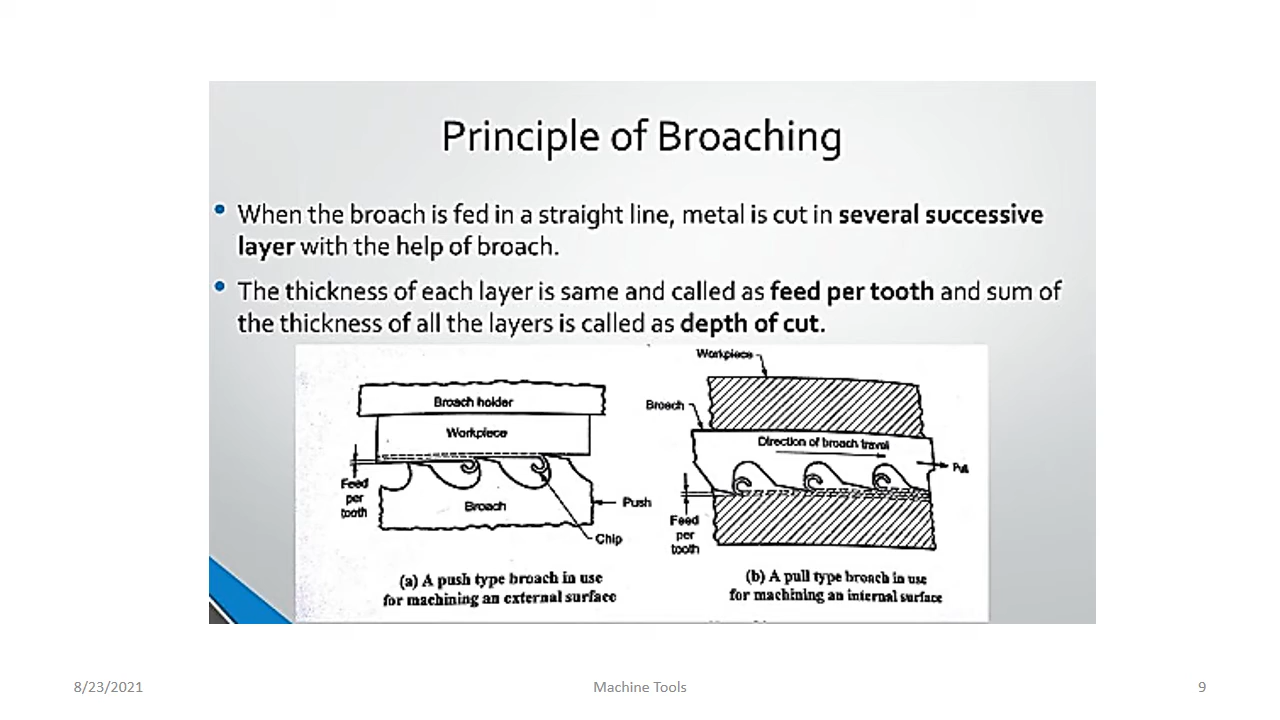 Principle of Broaching
• When the broach is fed in a straight line, metal is cut in several successive
layer with the help of broach.
• The thickness of each layer is same and called as feed per tooth and sum of
the thickness of all the layers is called as depth of cut.
Broach holder
Workpiece
Feed
per
tooth
Broach
Push
Chip
(a) A push type broach in use
for machining an external surface
Workpiece
Broach
Direction of broach travel
Pull
Feed
per
tooth
(b) A pull type broach in use
for machining an internal surface
8/23/2021
Machine Tools
9